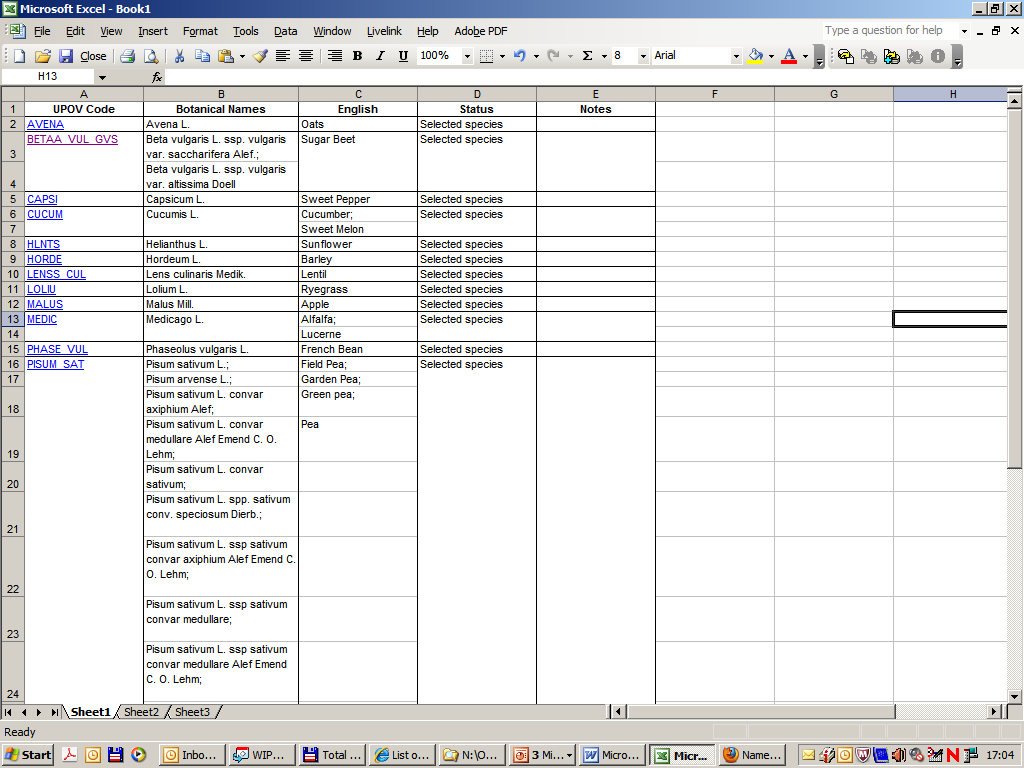 Microsoft Excel - Book1
File Edit View Insert Format Tools Data Window Livelink Help Adobe PDF
Type a question for help
Close 100% B I U Σ 8 Arial A
H13 fx
A B C D E F G H
1 UPOV Code Botanical Names English Status Notes
2 AVENA Avena L. Oats Selected species
BETAA_VUL_GVS Beta vulgaris L. ssp. vulgaris Sugar Beet Selected species
3 var. saccharifera Alef.;
Beta vulgaris L. ssp. vulgaris
4 var. altissima Doell
5 CAPSI Capsicum L. Sweet Pepper Selected species
6 CUCUM Cucumis L. Cucumber; Selected species
7 Sweet Melon
8 HLNTS Helianthus L. Sunflower Selected species
9 HORDE Hordeum L. Barley Selected species
10 LENSS_CUL Lens culinaris Medik. Lentil Selected species
11 LOLIU Lolium L. Ryegrass Selected species
12 MALUS Malus Mill. Apple Selected species
13 MEDIC Medicago L. Alfalfa; Selected species
14 Lucerne
15 PHASE_VUL Phaseolus vulgaris L. French Bean Selected species
16 PISUM_SAT Pisum sativum L.; Field Pea; Selected species
17 Pisum arvense L.; Garden Pea;
Pisum sativum L. convar Green pea;
18 axiphium Alef;
Pisum sativum L. convar Pea
medullare Alef Emend C. O.
19 Lehm;
Pisum sativum L. convar
20 sativum;
Pisum sativum L. spp. sativum
conv. speciosum Dierb.;
21
Pisum sativum L. ssp sativum
convar axiphium Alef Emend C.
O. Lehm;
22
Pisum sativum L. ssp sativum
convar medullare;
23
Pisum sativum L. ssp sativum
convar medullare Alef Emend
C. O. Lehm;
24
Sheet1 Sheet2 Sheet3
Ready
Start Inbo... WIP... Total ... List o... N:\O... 3 Mi... Micro... Micr... Name... 17:04